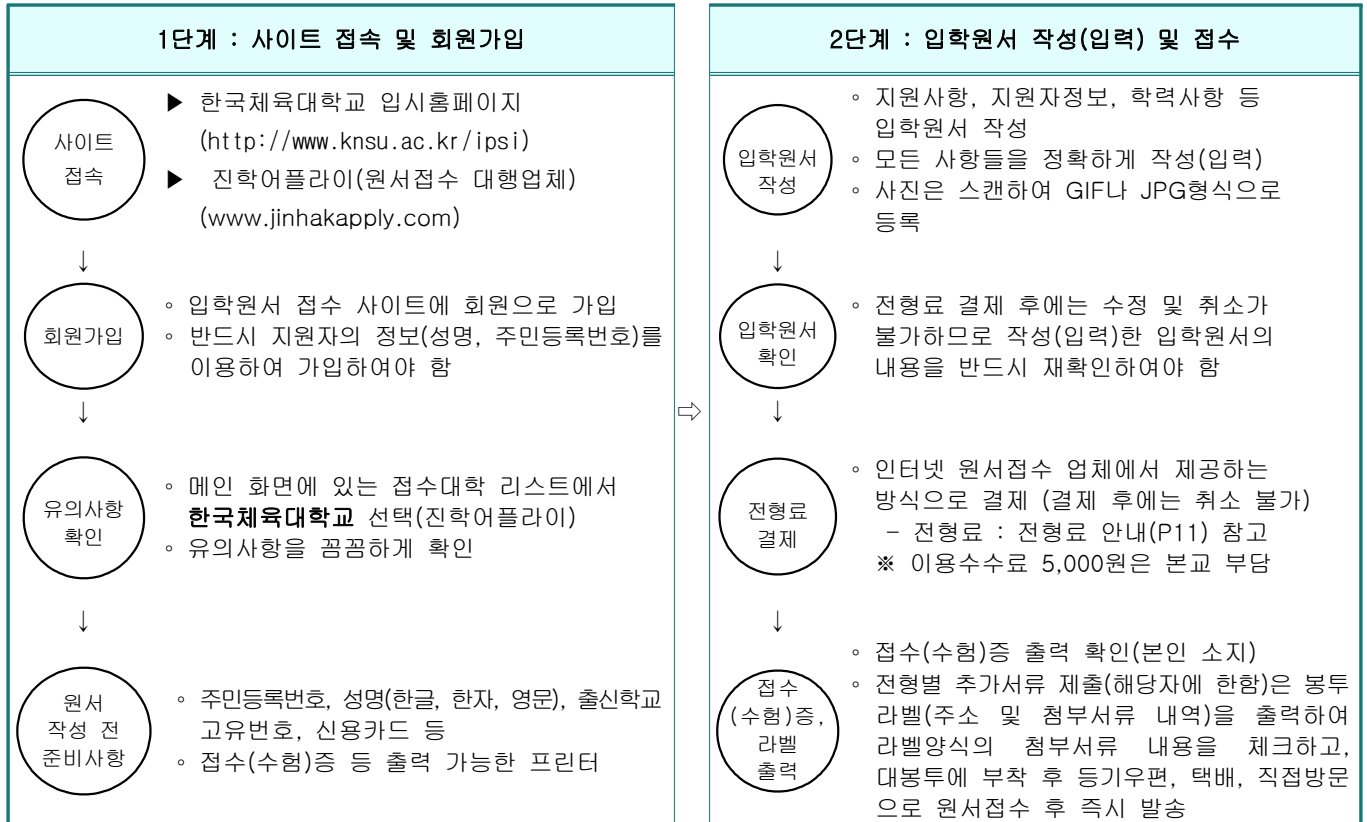 1단계 : 사이트 접속 및 회원가입
사이트
접속
▶ 한국체육대학교 입시홈페이지
(http://www.knsu.ac.kr/ipsi)
▶ 진학어플라이(원서접수 대행업체)
(www.jinhakapply.com)
↓
회원가입
◦ 입학원서 접수 사이트에 회원으로 가입
◦ 반드시 지원자의 정보(성명, 주민등록번호)를
이용하여 가입하여야 함
↓
유의사항
확인
◦ 메인 화면에 있는 접수대학 리스트에서
한국체육대학교 선택(진학어플라이)
◦ 유의사항을 꼼꼼하게 확인
↓
원서
작성 전
준비사항
◦ 주민등록번호, 성명(한글, 한자, 영문), 출신학교
고유번호, 신용카드 등
◦ 접수(수험)증 등 출력 가능한 프린터
⇨
2단계 : 입학원서 작성(입력) 및 접수
입학원서
작성
◦ 지원사항, 지원자정보, 학력사항 등
입학원서 작성
◦ 모든 사항들을 정확하게 작성(입력)
◦ 사진은 스캔하여 GIF나 JPG형식으로
등록
↓
입학원서
확인
◦ 전형료 결제 후에는 수정 및 취소가
불가하므로 작성(입력)한 입학원서의
내용을 반드시 재확인하여야 함
↓
전형료
결제
◦ 인터넷 원서접수 업체에서 제공하는
방식으로 결제 (결제 후에는 취소 불가)
- 전형료 : 전형료 안내(P11) 참고
※ 이용수수료 5,000원은 본교 부담
↓
접수
(수험)증,
라벨
출력
◦ 접수(수험)증 출력 확인(본인 소지)
◦ 전형별 추가서류 제출(해당자에 한함)은 봉투
라벨(주소 및 첨부서류 내역)을 출력하여
라벨양식의 첨부서류 내용을 체크하고,
대봉투에 부착 후 등기우편, 택배, 직접방문
으로 원서접수 후 즉시 발송